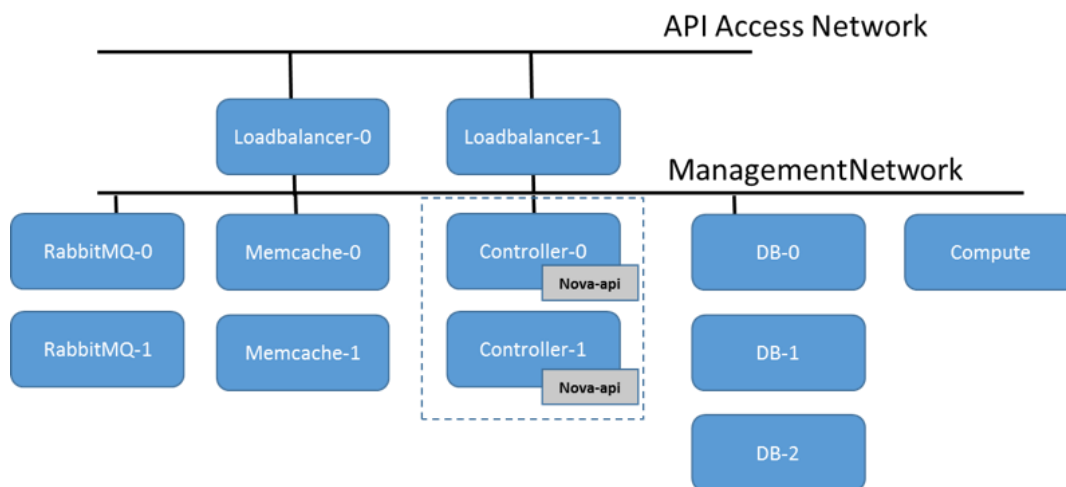 API Access Network
Loadbalancer-0
Loadbalancer-1
ManagementNetwork
RabbitMQ-0
Memcache-0
Controller-0
DB-0
Compute
Nova-api
RabbitMQ-1
Memcache-1
Controller-1
DB-1
Nova-api
DB-2